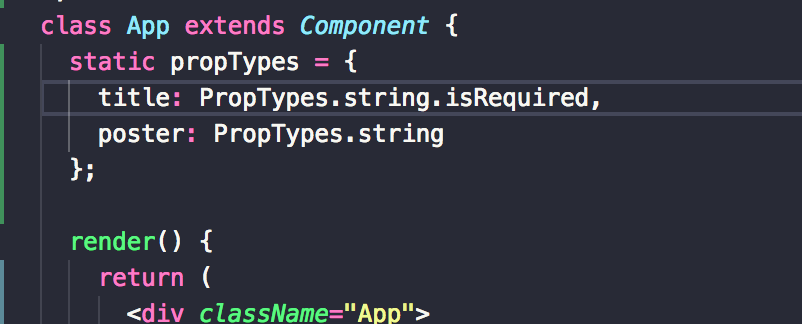 class App extends Component {
static propTypes = {
title: PropTypes.string.isRequired,
poster: PropTypes.string
};
render() {
return (
<div className="App">